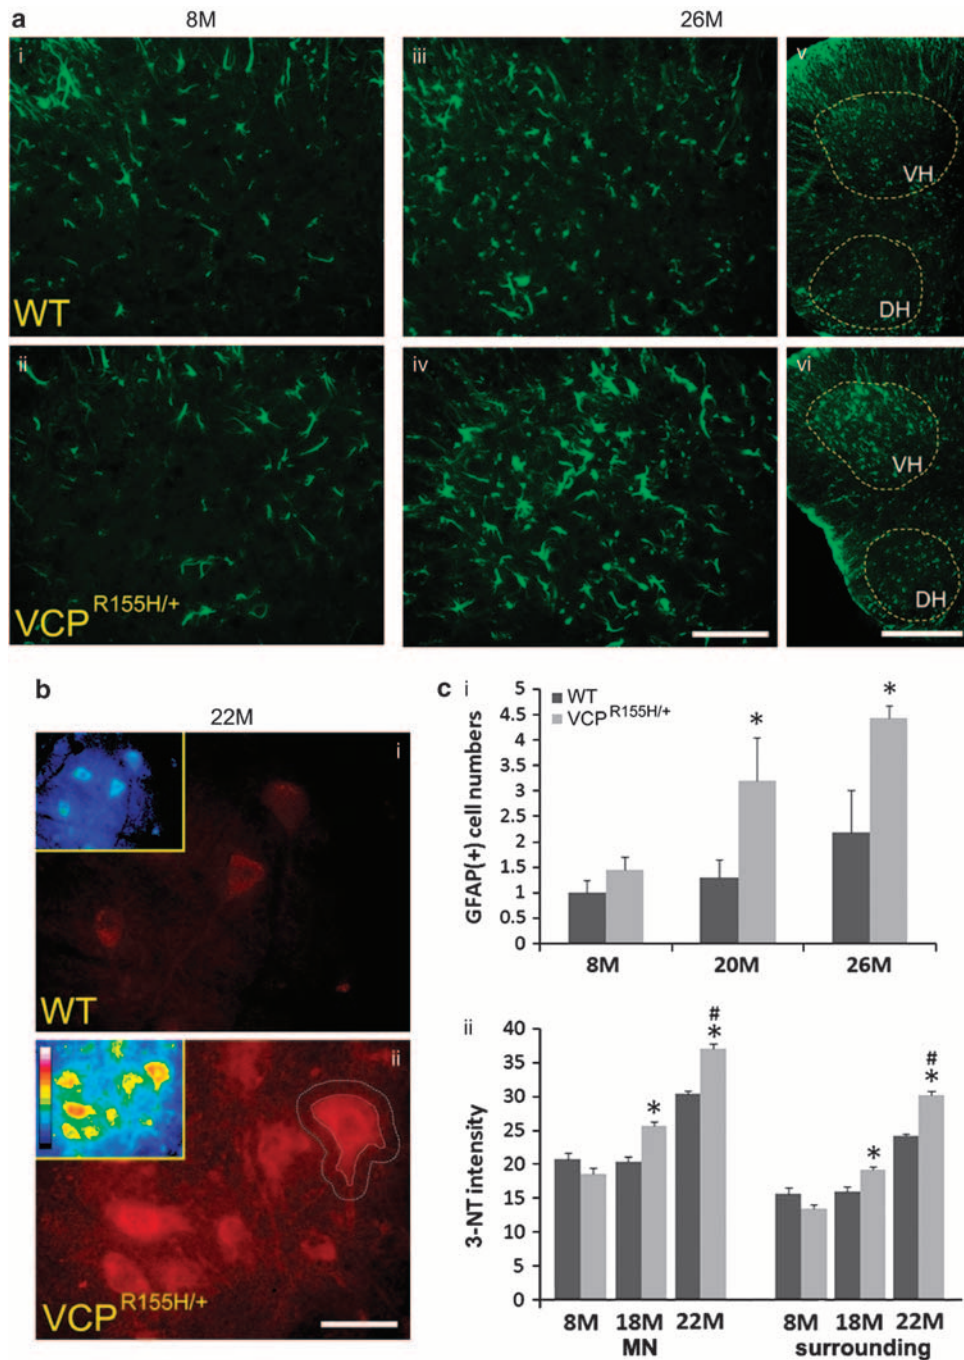 a
8M
26M
i
iii
v
VH
DH
WT
ii
iv
vi
VH
DH
VCP R155H/+
b
22M
i
WT
ii
VCP R155H/+
c i
WT
VCP R155H/+
GFAP(+) cell numbers
5
4.5
4
3.5
3
2.5
2
1.5
1
0.5
0
*
*
8M 20M 26M
ii
3-NT intensity
40
35
30
25
20
15
10
5
0
*
#
*
*
#
*
8M 18M 22M 8M 18M 22M
MN surrounding